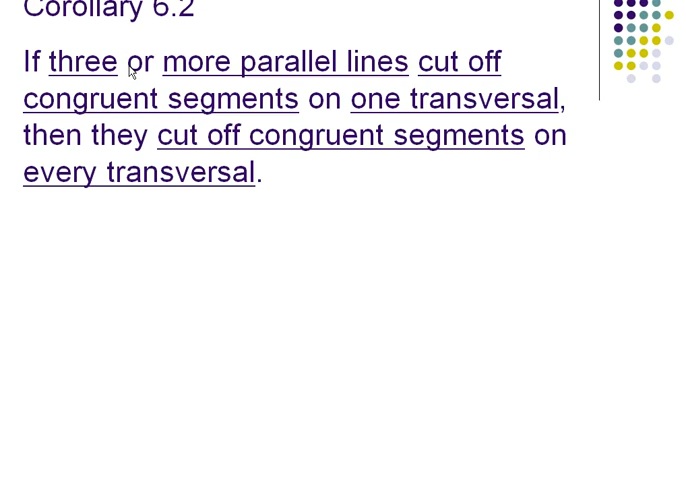 Corollary 6.2
If three or more parallel lines cut off
congruent segments on one transversal,
then they cut off congruent segments on
every transversal.